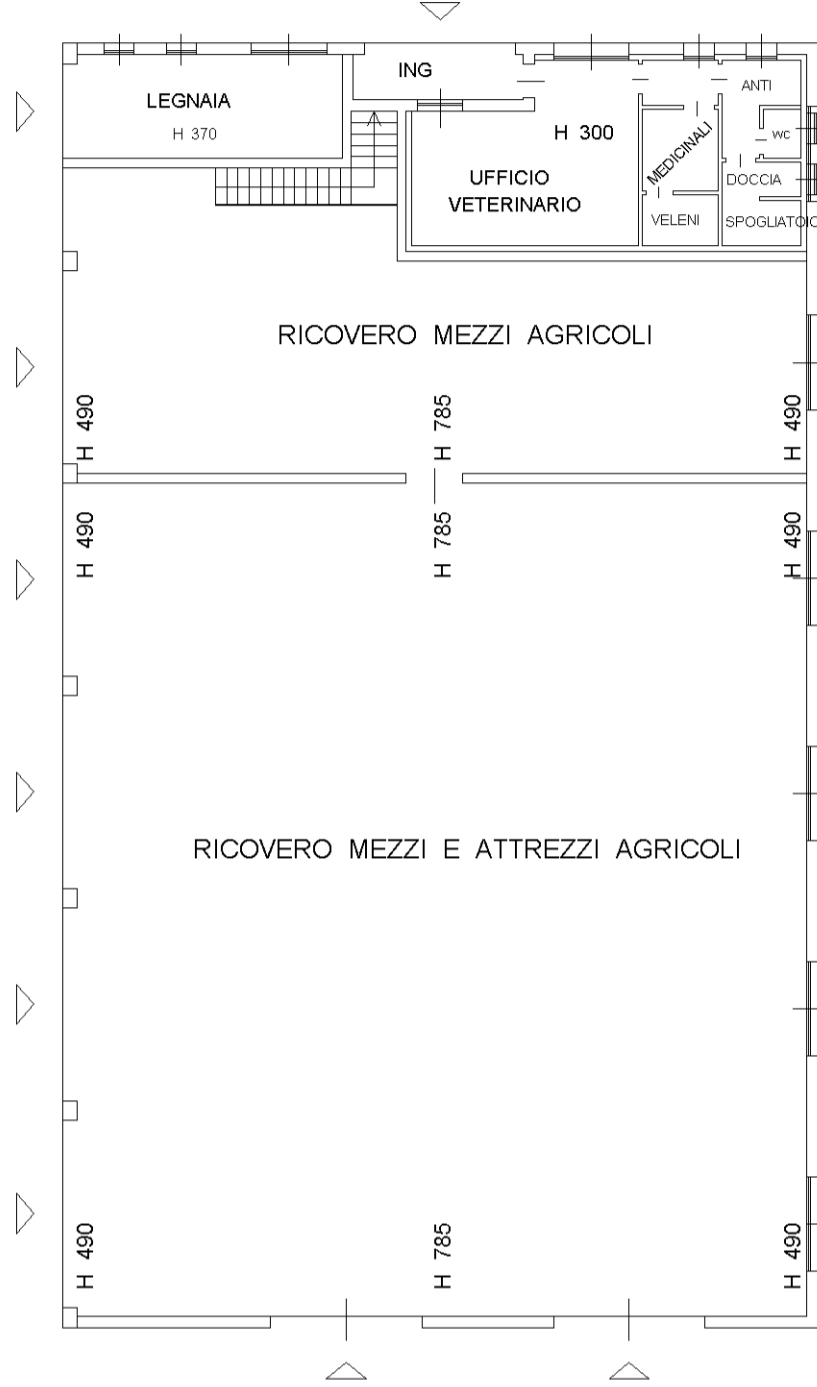 ING
LEGNAIA
H 370
H 300
ANTI
WC
MEDICINALI
UFFICIO
VETERINARIO
DOCCIA
VELENI
SPOGLIATOIO
RICOVERO MEZZI AGRICOLI
H 490
H 785
H 490
H 490
H 785
H 490
RICOVERO MEZZI E ATTREZZI AGRICOLI
H 490
H 785
H 490